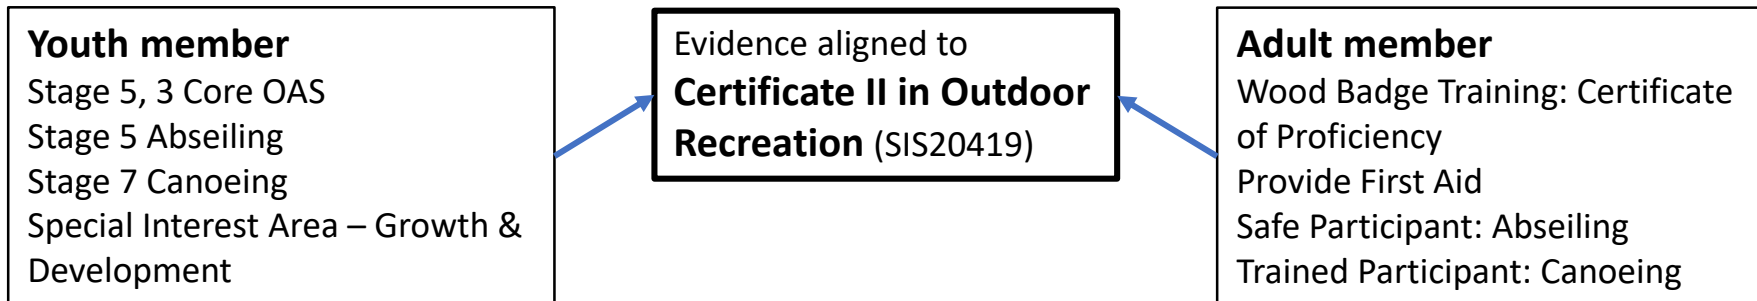 Youth member
Stage 5, 3 Core OAS
Stage 5 Abseiling
Stage 7 Canoeing
Special Interest Area – Growth &
Development
Evidence aligned to
Certificate II in Outdoor
Recreation (SIS20419)
Adult member
Wood Badge Training: Certificate
of Proficiency
Provide First Aid
Safe Participant: Abseiling
Trained Participant: Canoeing